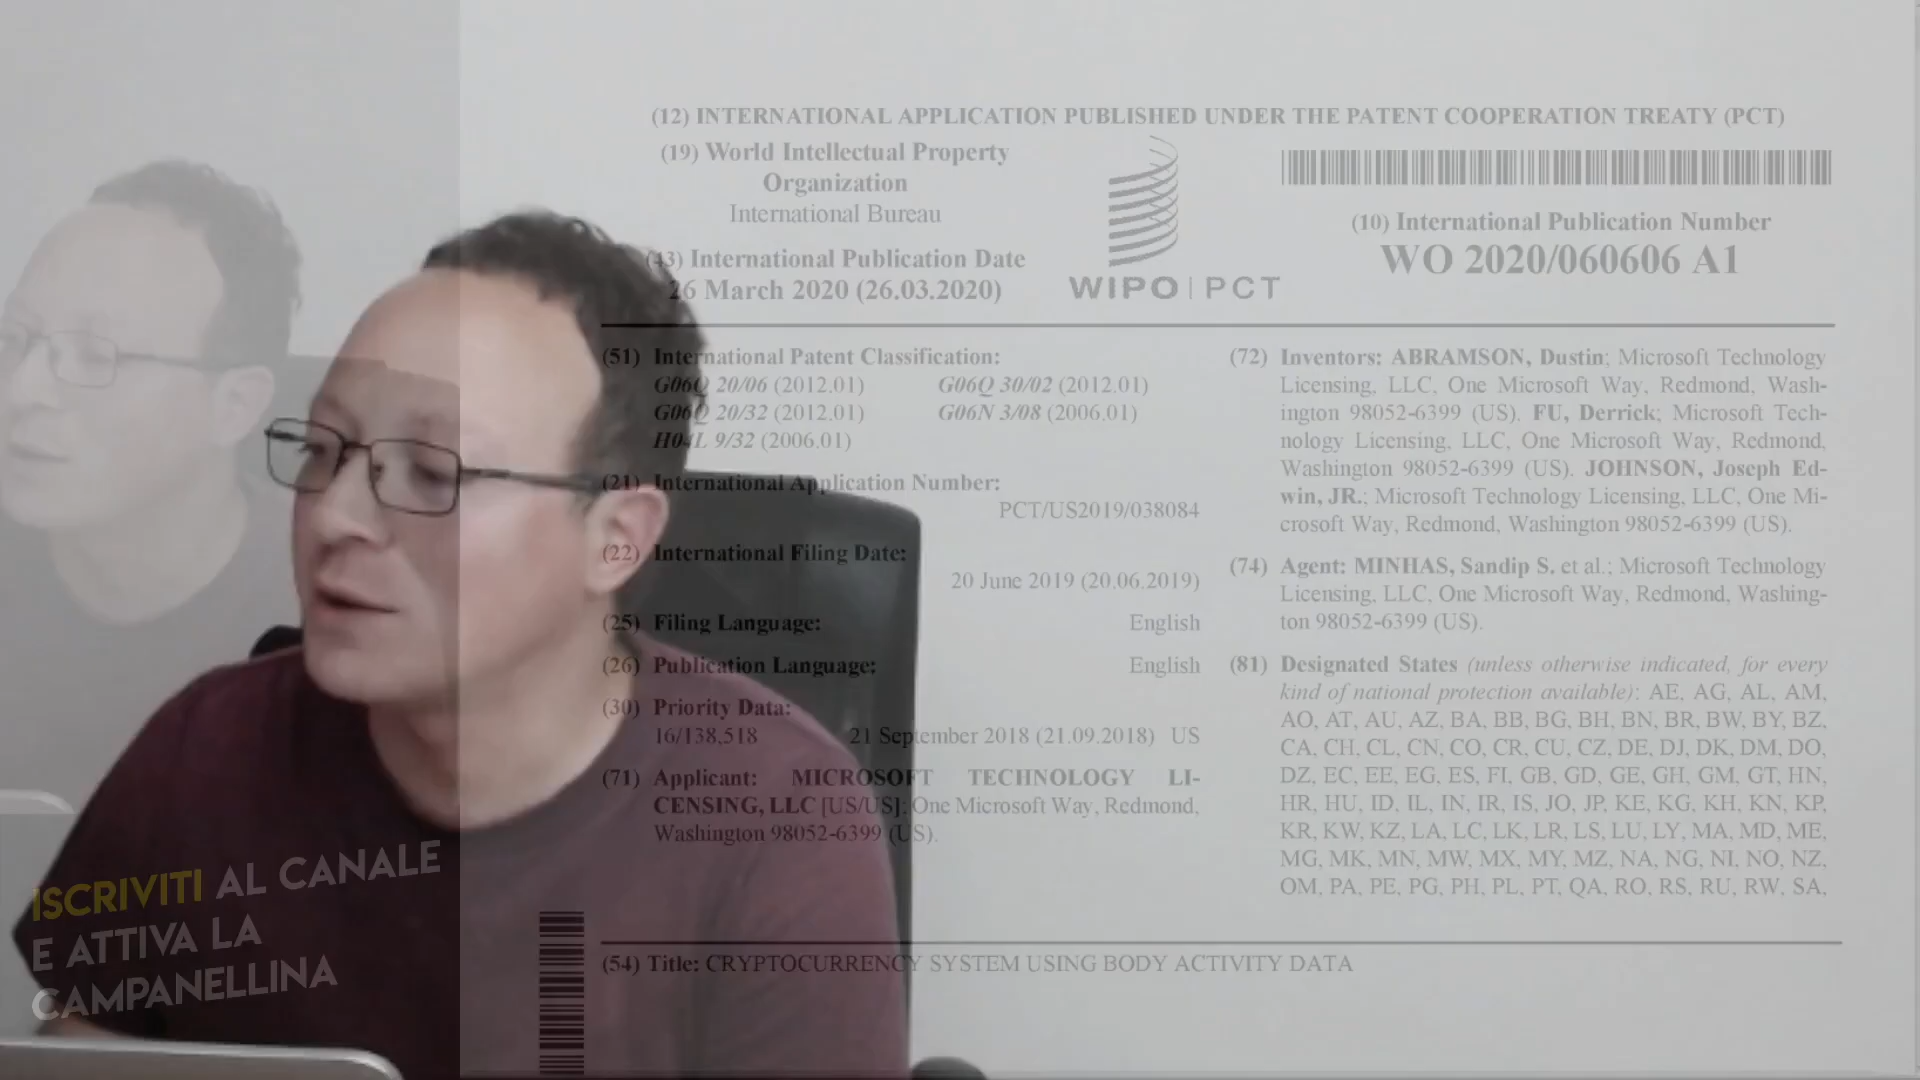 (12) INTERNATIONAL APPLICATION PUBLISHED UNDER THE PATENT COOPERATION TREATY (PCT)
(19) World Intellectual Property
Organization
International Bureau
(43) International Publication Date
26 March 2020 (26.03.2020)
WIPO | PCT
(10) International Publication Number
WO 2020/060606 A1
(51) International Patent Classification:
G06Q 20/06 (2012.01) G06Q 30/02 (2012.01)
G06Q 20/32 (2012.01) G06N 3/08 (2006.01)
H04L 9/32 (2006.01)
(21) International Application Number:
PCT/US2019/038084
(22) International Filing Date:
20 June 2019 (20.06.2019)
(25) Filing Language: English
(26) Publication Language: English
(30) Priority Data:
16/138,518 21 September 2018 (21.09.2018) US
(71) Applicant: MICROSOFT TECHNOLOGY LI-
CENSING, LLC [US/US]; One Microsoft Way, Redmond,
Washington 98052-6399 (US).
(72) Inventors: ABRAMSON, Dustin; Microsoft Technology
Licensing, LLC, One Microsoft Way, Redmond, Wash-
ington 98052-6399 (US). FU, Derrick; Microsoft Tech-
nology Licensing, LLC, One Microsoft Way, Redmond,
Washington 98052-6399 (US). JOHNSON, Joseph Ed-
win, JR.; Microsoft Technology Licensing, LLC, One Mi-
crosoft Way, Redmond, Washington 98052-6399 (US).
(74) Agent: MINHAS, Sandip S. et al.; Microsoft Technology
Licensing, LLC, One Microsoft Way, Redmond, Washing-
ton 98052-6399 (US).
(81) Designated States (unless otherwise indicated, for every
kind of national protection available): AE, AG, AL, AM,
AO, AT, AU, AZ, BA, BB, BG, BH, BN, BR, BW, BY, BZ,
CA, CH, CL, CN, CO, CR, CU, CZ, DE, DJ, DK, DM, DO,
DZ, EC, EE, EG, ES, FI, GB, GD, GE, GH, GM, GT, HN,
HR, HU, ID, IL, IN, IR, IS, JO, JP, KE, KG, KH, KN, KP,
KR, KW, KZ, LA, LC, LK, LR, LS, LU, LY, MA, MD, ME,
MG, MK, MN, MW, MX, MY, MZ, NA, NG, NI, NO, NZ,
OM, PA, PE, PG, PH, PL, PT, QA, RO, RS, RU, RW, SA,
(54) Title: CRYPTOCURRENCY SYSTEM USING BODY ACTIVITY DATA
ISCRIVITI AL CANALE
E ATTIVA LA
CAMPANELLINA